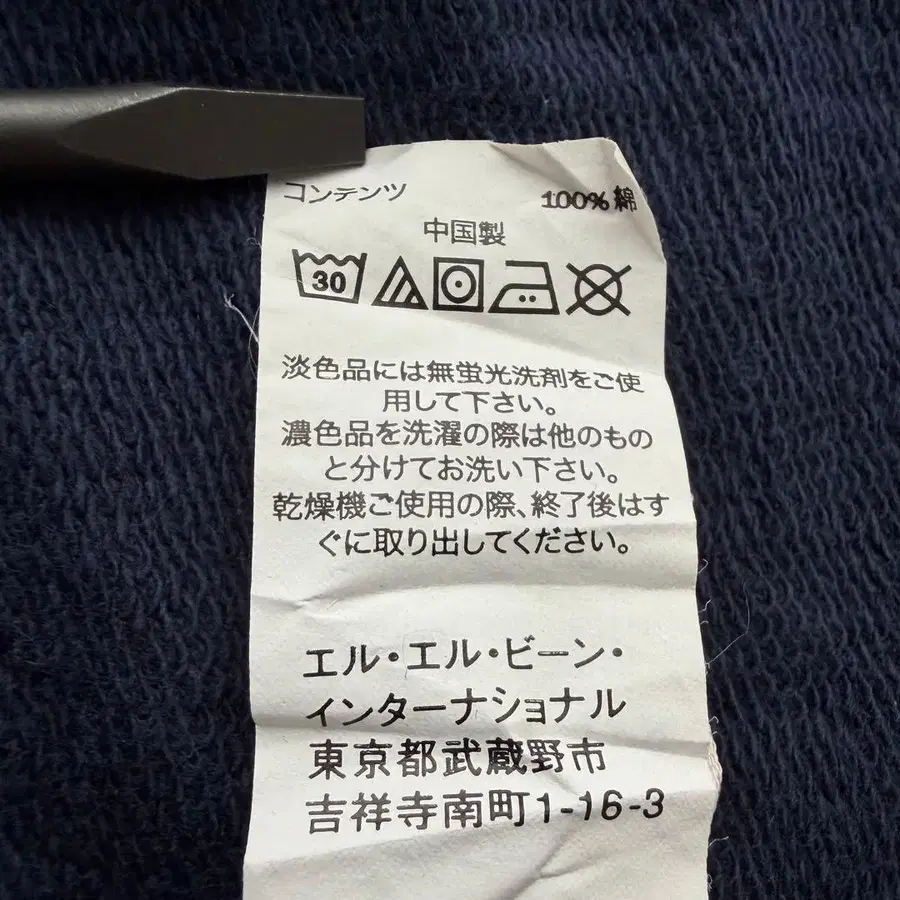 コンテンツ 100% 綿
中国製
30
淡色品には無蛍光洗剤をご使
用して下さい。
濃色品を洗濯の際は他のもの
と分けてお洗い下さい。
乾燥機ご使用の際、終了後はす
ぐに取り出してください。
エル・エル・ビーン・
インターナショナル
東京都武蔵野市
吉祥寺南町1-16-3